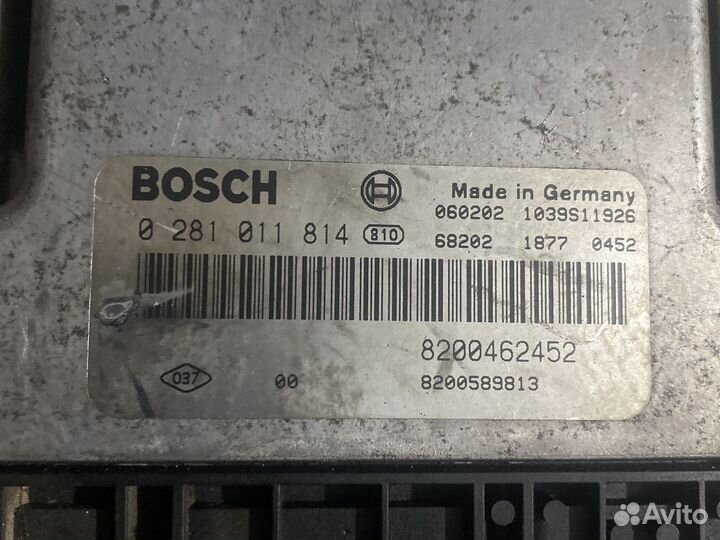 BOSCH
Made in Germany
060202 1039S11926
0 281 011 814 810
68202 1877 0452
8200462452
037 00 8200589813
Avito